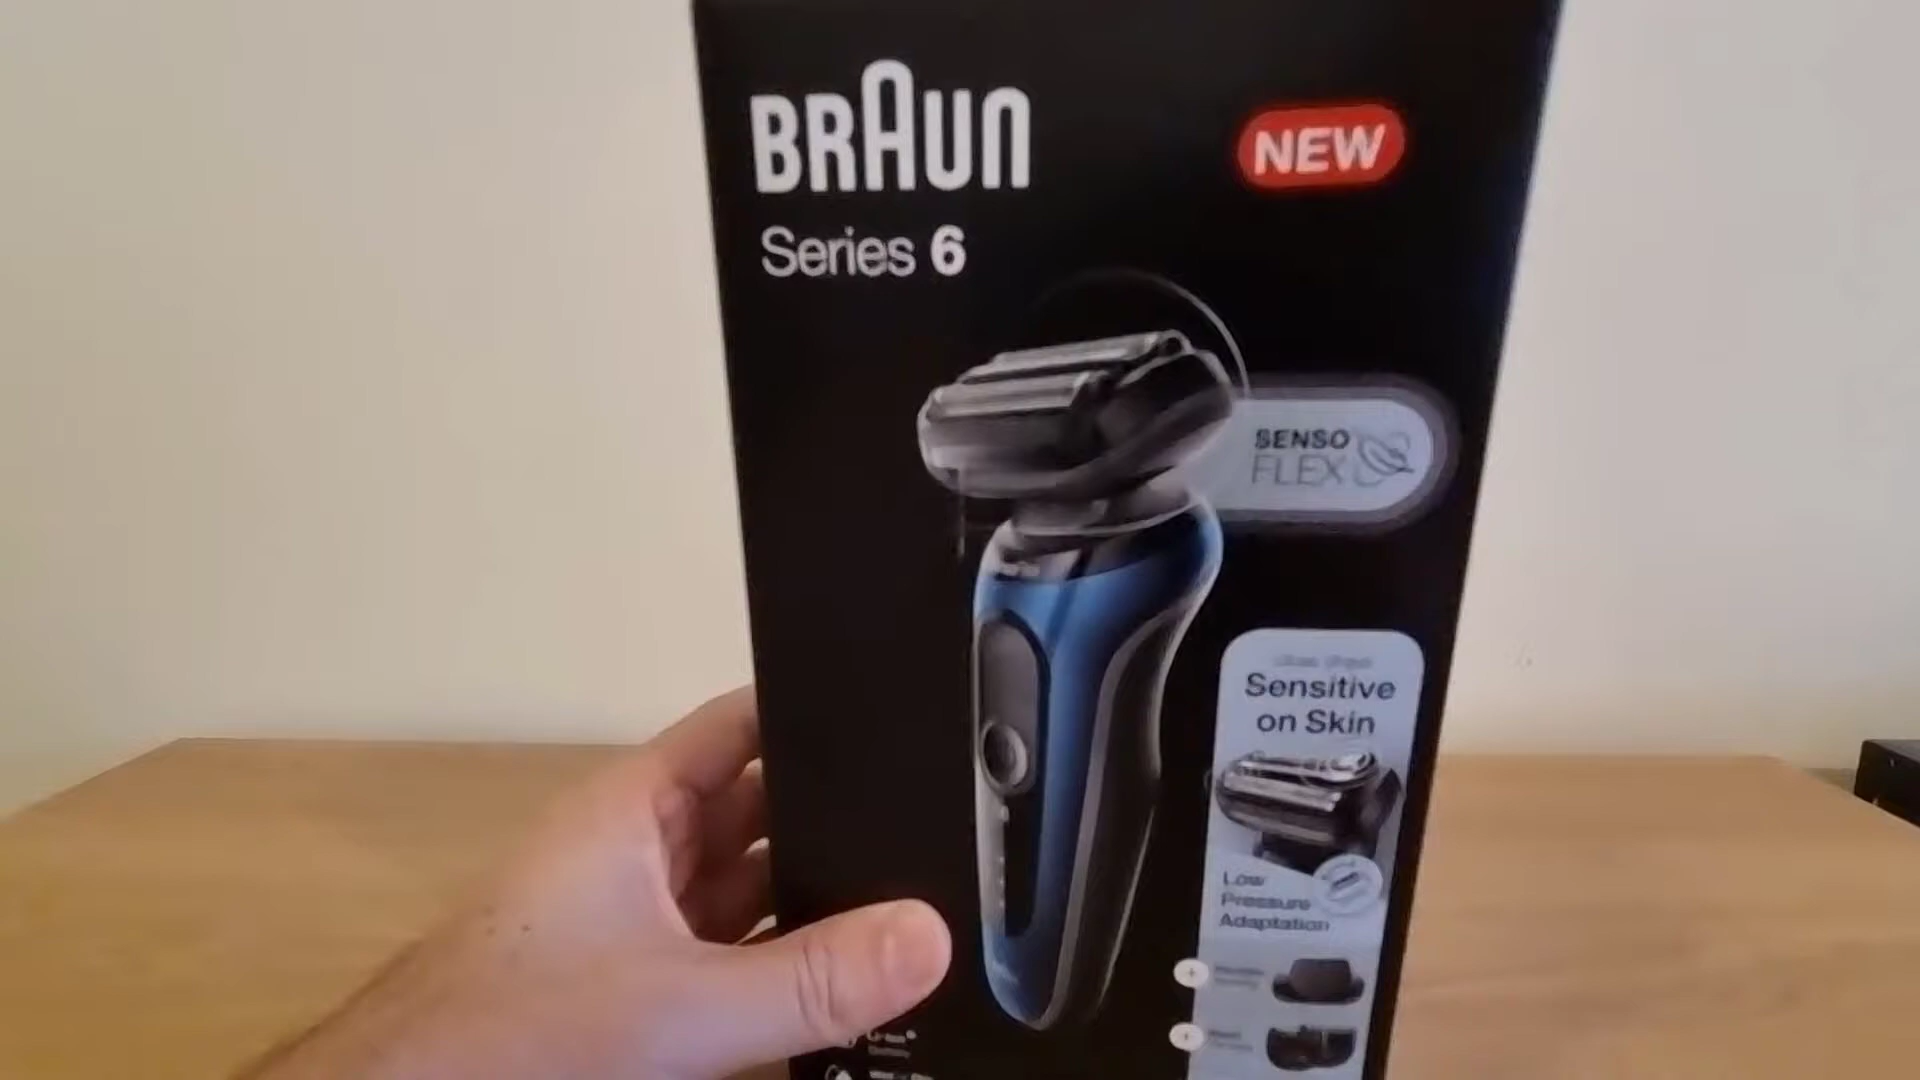 BRAUN
NEW
Series 6
SENSO
FLEX
Sensitive
on Skin
Low
Pressure
Adaptation